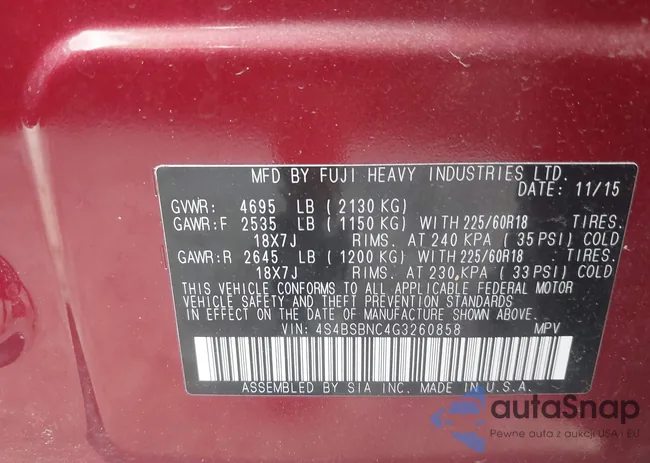 MFD. BY FUJI HEAVY INDUSTRIES LTD.
DATE: 11/15
GVWR: 4695 LB ( 2130 KG)
GAWR:F 2535 LB ( 1150 KG) WITH 225/60R18 TIRES.
18X7J RIMS. AT 240 KPA ( 35 PSI) COLD
GAWR:R 2645 LB ( 1200 KG) WITH 225/60R18 TIRES.
18X7J RIMS. AT 230 KPA ( 33 PSI) COLD
THIS VEHICLE CONFORMS TO ALL APPLICABLE FEDERAL MOTOR
VEHICLE SAFETY AND THEFT PREVENTION STANDARDS
IN EFFECT ON THE DATE OF MANUFACTURE SHOWN ABOVE.
VIN: 4S4BSBNC4G3260858 MPV
ASSEMBLED BY SIA INC. MADE IN U.S.A.
autaSnap
Pewne auta z aukcji USA i EU